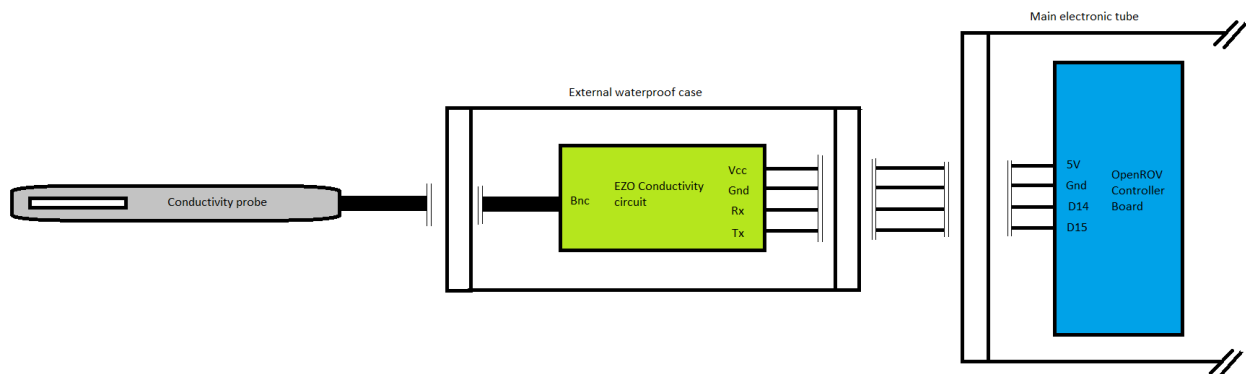 Main electronic tube
External waterproof case
Conductivity probe
Bnc
EZO Conductivity
circuit
Vcc
Gnd
Rx
Tx
5V
Gnd
D14
D15
OpenROV
Controller
Board